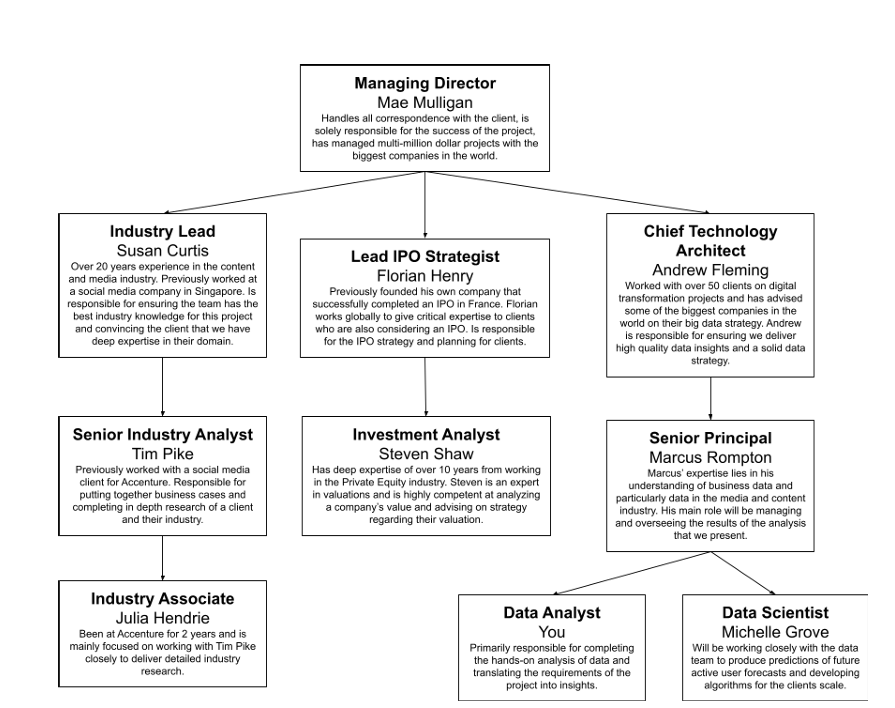 Managing Director
Mae Mulligan
Handles all correspondence with the client, is
solely responsible for the success of the project,
has managed multi-million dollar projects with the
biggest companies in the world.
Industry Lead
Susan Curtis
Over 20 years experience in the content
and media industry. Previously worked at
a social media company in Singapore. Is
responsible for ensuring the team has the
best industry knowledge for this project
and convincing the client that we have
deep expertise in their domain.
Lead IPO Strategist
Florian Henry
Previously founded his own company that
successfully completed an IPO in France. Florian
works globally to give critical expertise to clients
who are also considering an IPO. Is responsible
for the IPO strategy and planning for clients.
Chief Technology
Architect
Andrew Fleming
Worked with over 50 clients on digital
transformation projects and has advised
some of the biggest companies in the
world on their big data strategy. Andrew
is responsible for ensuring we deliver
high quality data insights and a solid data
strategy.
Senior Industry Analyst
Tim Pike
Previously worked with a social media
client for Accenture. Responsible for
putting together business cases and
completing in depth research of a client
and their industry.
Investment Analyst
Steven Shaw
Has deep expertise of over 10 years from working
in the Private Equity industry. Steven is an expert
in valuations and is highly competent at analyzing
a company's value and advising on strategy
regarding their valuation.
Senior Principal
Marcus Rompton
Marcus' expertise lies in his
understanding of business data and
particularly data in the media and content
industry. His main role will be managing
and overseeing the results of the analysis
that we present.
Industry Associate
Julia Hendrie
Been at Accenture for 2 years and is
mainly focused on working with Tim Pike
closely to deliver detailed industry
research.
Data Analyst
You
Primarily responsible for completing
the hands-on analysis of data and
translating the requirements of the
project into insights.
Data Scientist
Michelle Grove
Will be working closely with the data
team to produce predictions of future
active user forecasts and developing
algorithms for the clients scale.